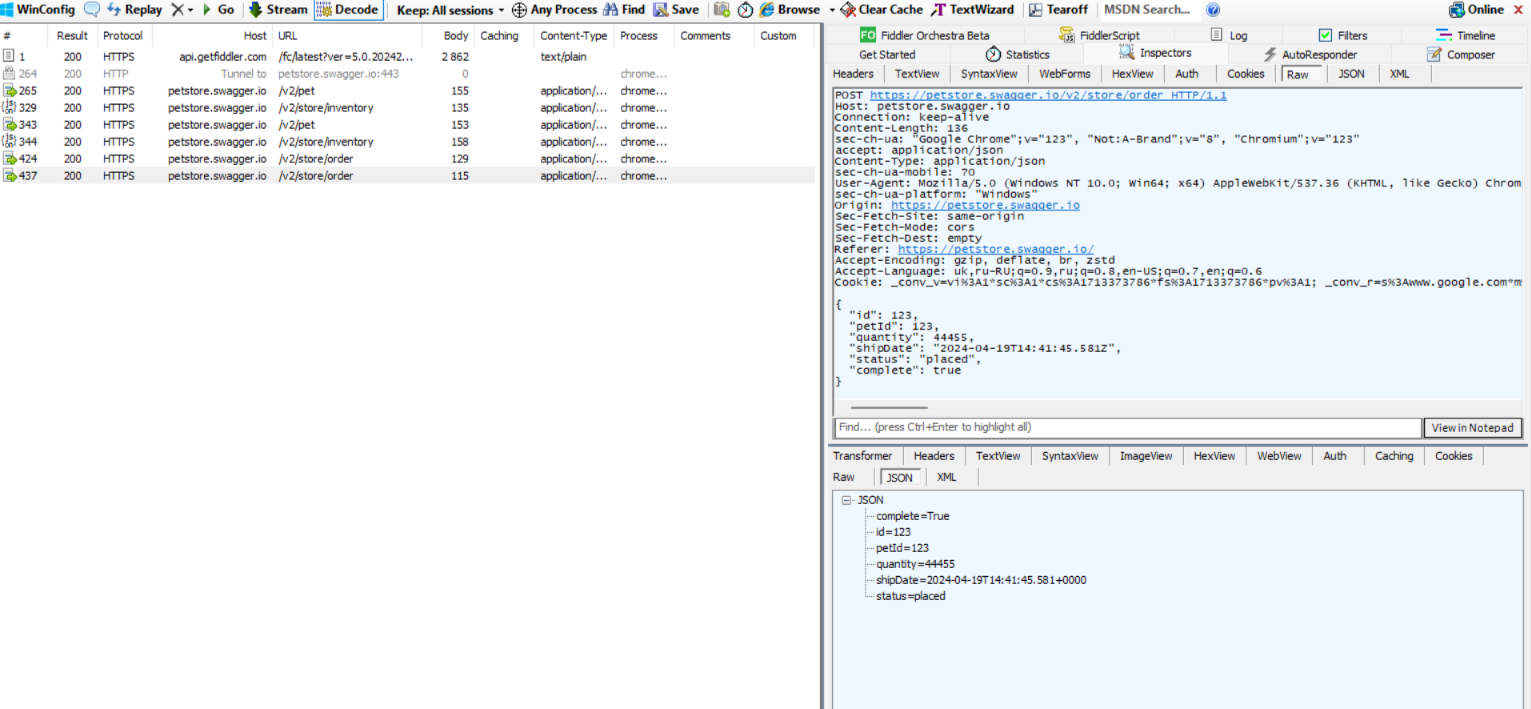 WinConfig Replay X Go Stream Decode Keep: All sessions Any Process Find Save Browse Clear Cache TextWizard Tearoff MSDN Search... Online X
# Result Protocol Host URL Body Caching Content-Type Process Comments Custom
1 200 HTTPS api.getfiddler.com /fc/latest?ver=5.0.20242... 2 862 text/plain
264 200 HTTP Tunnel to petstore.swagger.io:443 0 chrome...
265 200 HTTPS petstore.swagger.io /v2/pet 155 application/... chrome...
329 200 HTTPS petstore.swagger.io /v2/store/inventory 135 application/... chrome...
343 200 HTTPS petstore.swagger.io /v2/pet 153 application/... chrome...
344 200 HTTPS petstore.swagger.io /v2/store/inventory 158 application/... chrome...
424 200 HTTPS petstore.swagger.io /v2/store/order 129 application/... chrome...
437 200 HTTPS petstore.swagger.io /v2/store/order 115 application/... chrome...
FO Fiddler Orchestra Beta FiddlerScript Log Filters Timeline
Get Started Statistics Inspectors AutoResponder Composer
Headers TextView SyntaxView WebForms HexView Auth Cookies Raw JSON XML
POST https://petstore.swagger.io/v2/store/order HTTP/1.1
Host: petstore.swagger.io
Connection: keep-alive
Content-Length: 136
sec-ch-ua: "Google Chrome";v="123", "Not:A-Brand";v="8", "Chromium";v="123"
accept: application/json
Content-Type: application/json
sec-ch-ua-mobile: ?0
User-Agent: Mozilla/5.0 (Windows NT 10.0; Win64; x64) AppleWebKit/537.36 (KHTML, like Gecko) Chrom
sec-ch-ua-platform: "Windows"
Origin: https://petstore.swagger.io
Sec-Fetch-Site: same-origin
Sec-Fetch-Mode: cors
Sec-Fetch-Dest: empty
Referer: https://petstore.swagger.io/
Accept-Encoding: gzip, deflate, br, zstd
Accept-Language: uk,ru-RU;q=0.9,ru;q=0.8,en-US;q=0.7,en;q=0.6
Cookie: _conv_v=vi%3A1*sc%3A1*cs%3A1713373786*fs%3A1713373786*pv%3A1; _conv_r=s%3Awww.google.com*m
{
"id": 123,
"petId": 123,
"quantity": 44455,
"shipDate": "2024-04-19T14:41:45.581Z",
"status": "placed",
"complete": true
}
Find... (press Ctrl+Enter to highlight all) View in Notepad
Transformer Headers TextView SyntaxView ImageView HexView WebView Auth Caching Cookies
Raw JSON XML
JSON
complete=True
id=123
petId=123
quantity=44455
shipDate=2024-04-19T14:41:45.581+0000
status=placed